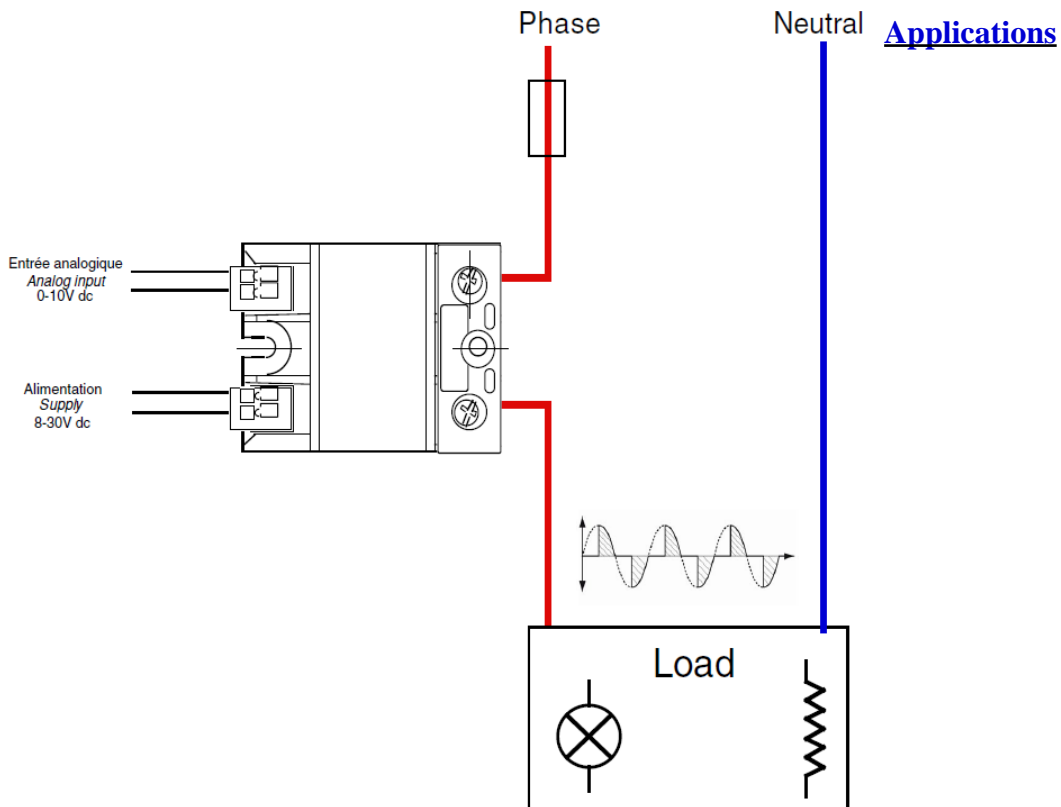 Phase
Neutral
Applications
Entrée analogique
Analog input
0-10V dc
Alimentation
Supply
8-30V dc
Load